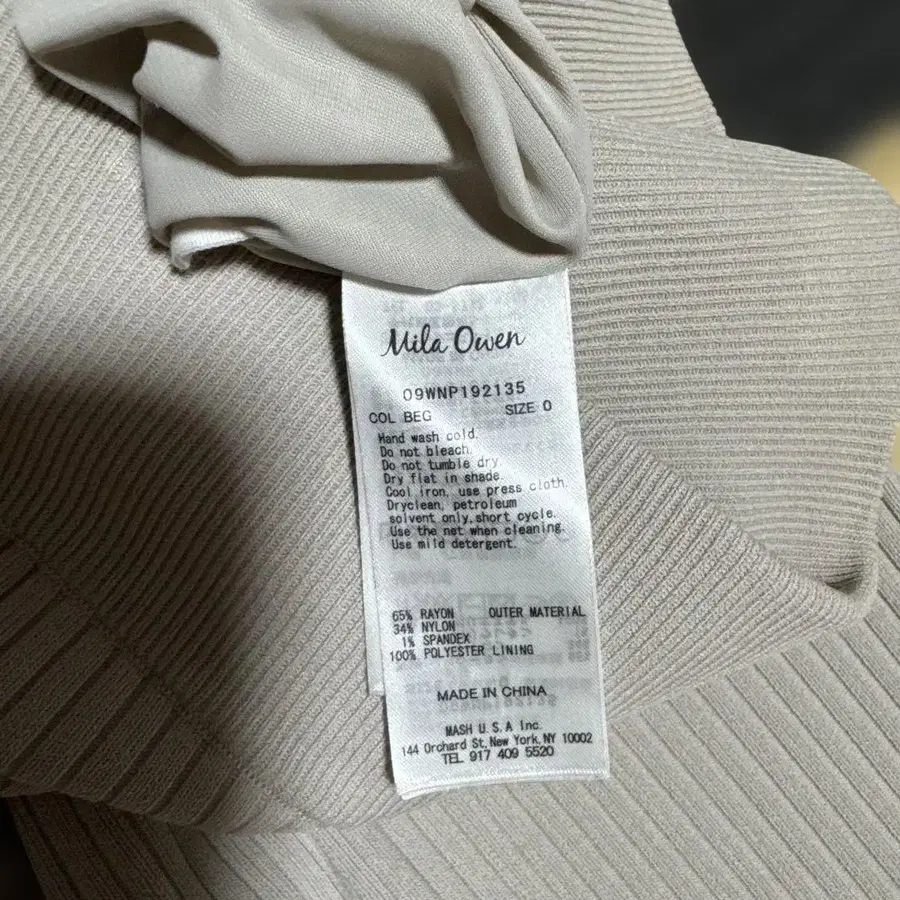 Mila Owen
09WNP192135
COL BEG SIZE 0
Hand wash cold.
Do not bleach.
Do not tumble dry
Dry flat in shade.
Cool iron, use press cloth.
Dryclean, petroleum
solvent only, short cycle.
Use the net when cleaning.
Use mild detergent.
65% RAYON OUTER MATERIAL
34% NYLON
1% SPANDEX
100% POLYESTER LINING
MADE IN CHINA
MASH U.S.A Inc.
144 Orchard St, New York, NY 10002
TEL 917 409 5520